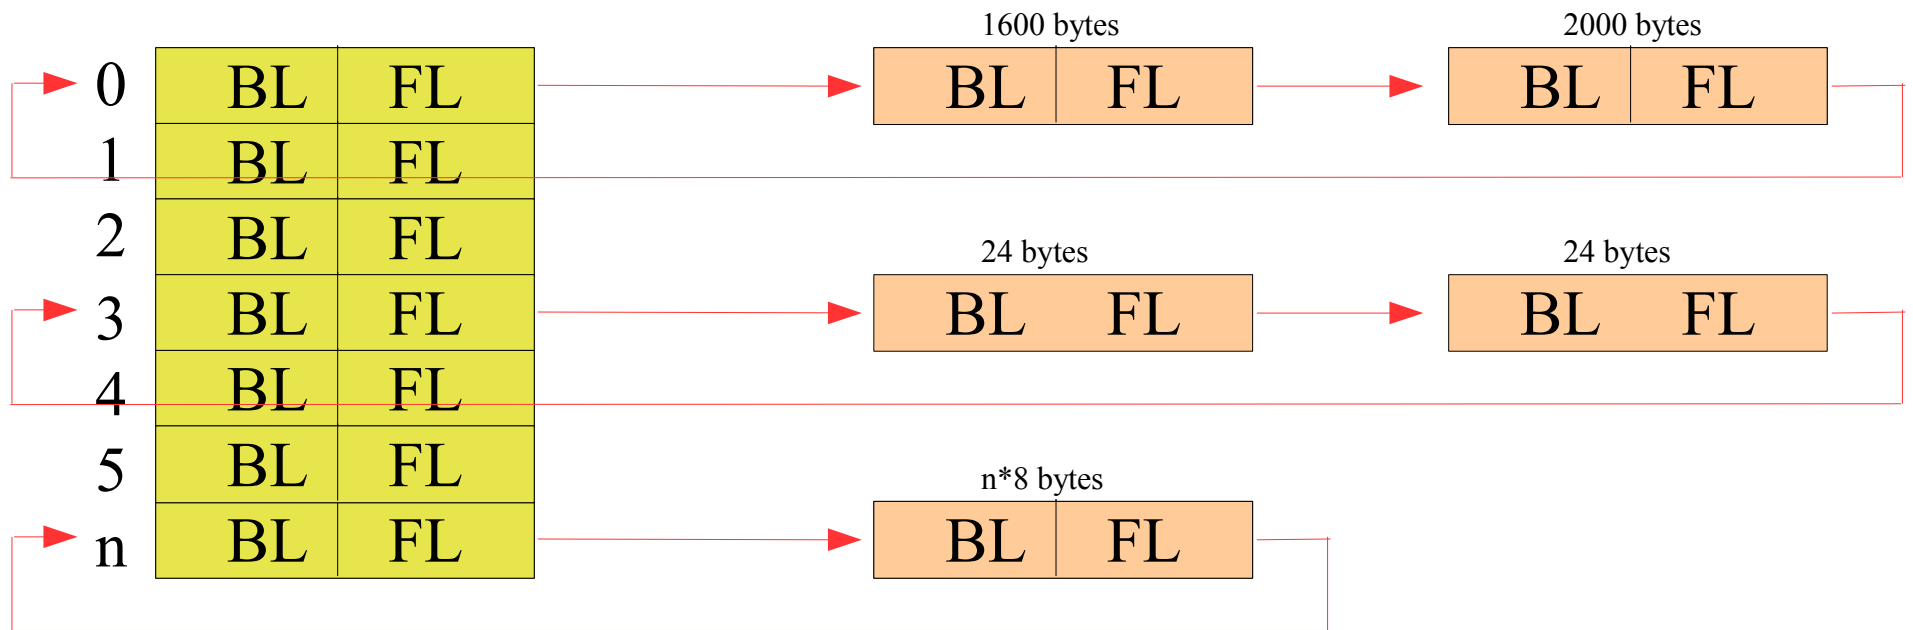 1600 bytes 2000 bytes
0 BL FL BL FL BL FL
1 BL FL
2 BL FL
24 bytes 24 bytes
3 BL FL BL FL BL FL
4 BL FL
5 BL FL
n*8 bytes
n BL FL BL FL